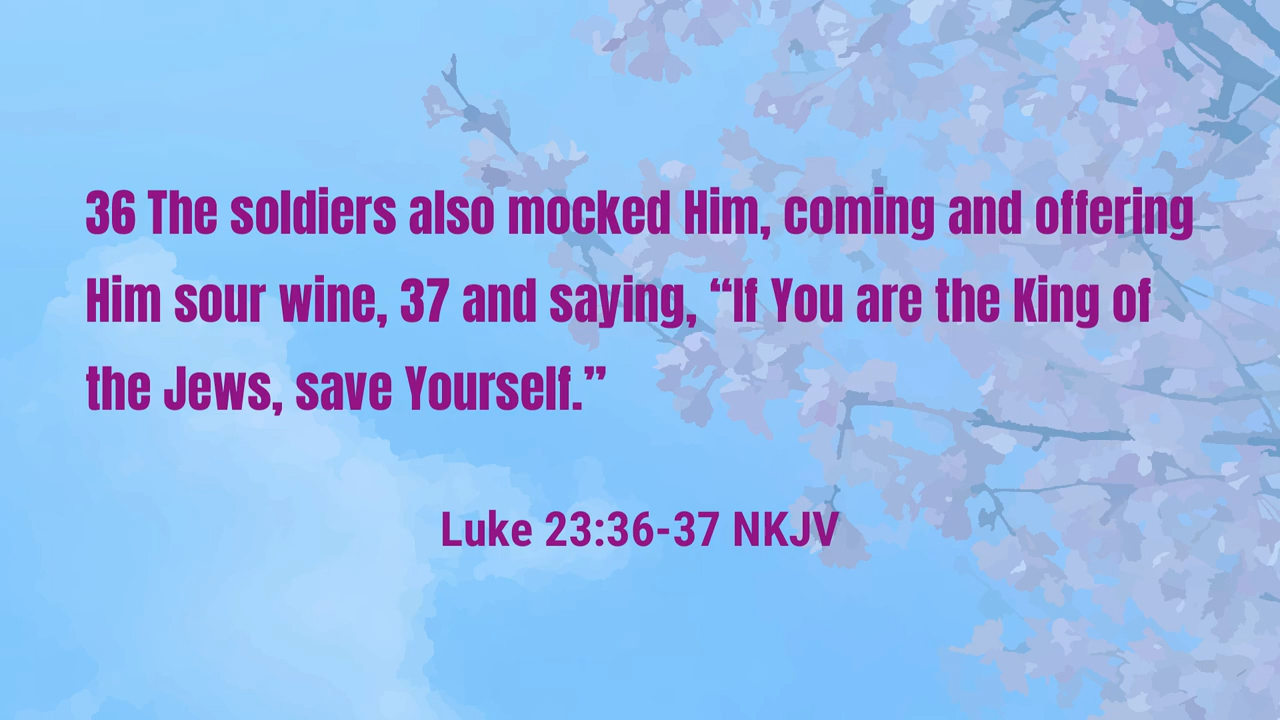 36 The soldiers also mocked Him, coming and offering
Him sour wine, 37 and saying, “If You are the King of
the Jews, save Yourself.”
Luke 23:36-37 NKJV